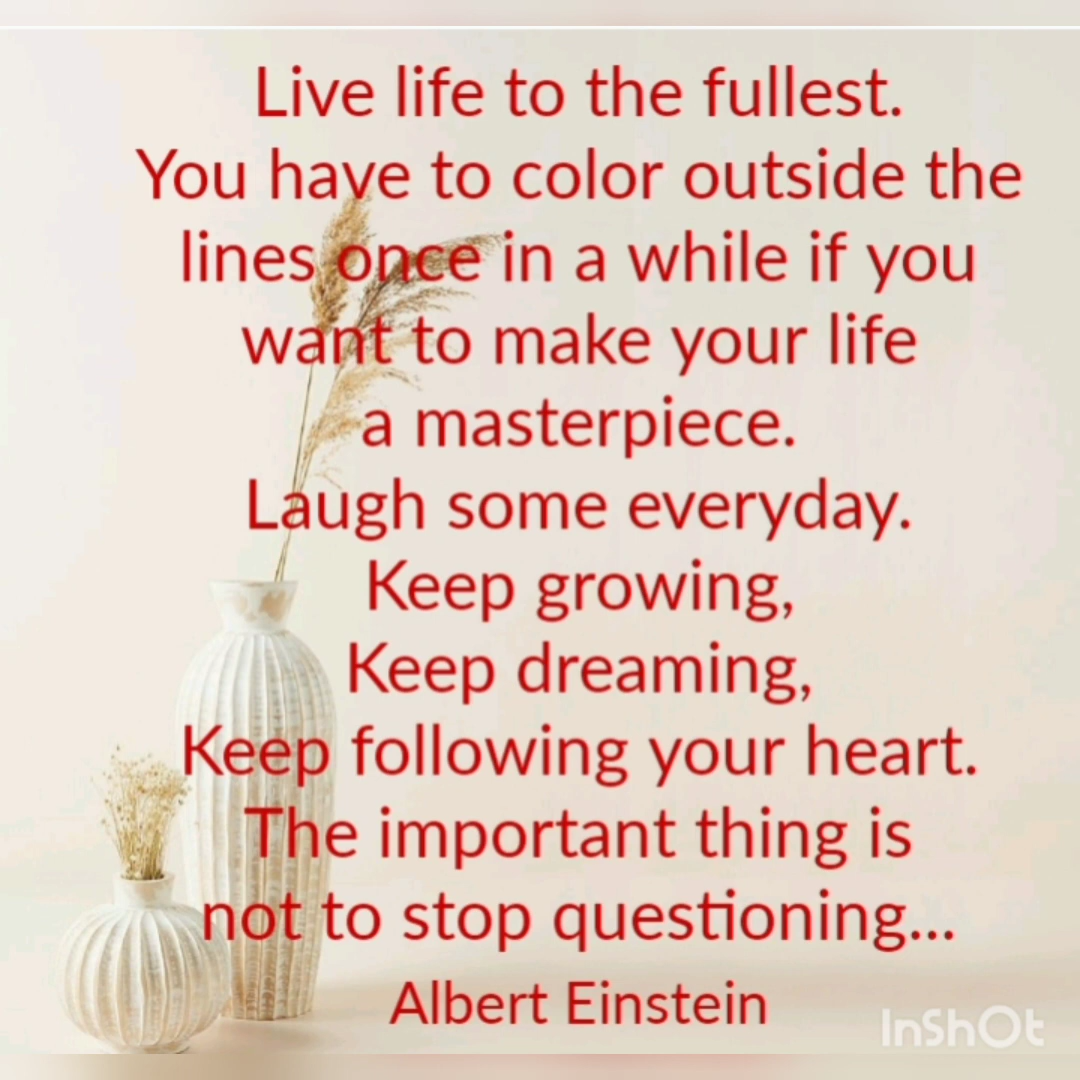 Live life to the fullest.
You have to color outside the
lines once in a while if you
want to make your life
a masterpiece.
Laugh some everyday.
Keep growing,
Keep dreaming,
Keep following your heart.
The important thing is
not to stop questioning...
Albert Einstein
InShOt